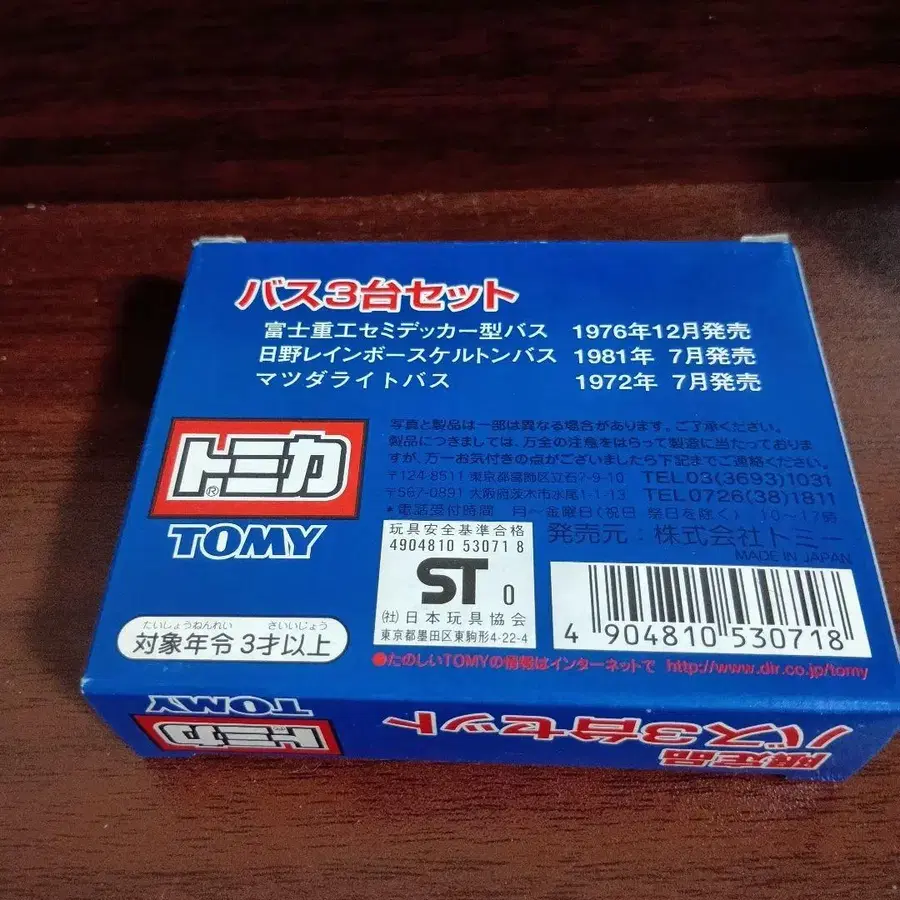 バス3台セット
富士重工セミデッカー型バス 1976年12月発売
日野レインボースケルトンバス 1981年 7月発売
マツダライトバス 1972年 7月発売
写真と製品は一部は異なる場合があります。ご了承ください。
製品につきましては、万全の注意をはらって製造に当たっておりま
すが、万一お気付きの点がございましたら下記までご連絡ください。
〒124-8511 東京都葛飾区立石7-9-10 TEL03(3693)1031
〒567-0891 大阪府茨木市水尾1-1-13 TEL0726(38)1811
・電話受付時間 月〜金曜日(祝日 祭日を除く) 10〜17時
発売元:株式会社トミー
MADE IN JAPAN
トミカ
®
TOMY
玩具安全基準合格
4904810 53071 8
ST 0
(社)日本玩具協会
東京都墨田区東駒形4-22-4
4 904810 530718
たいしょうねんれい さいいじょう
対象年令 3才以上
●たのしいTOMYの情報はインターネットで http://www.dir.co.jp/tomy
トミカ
TOMY
限定品
バス3台セット